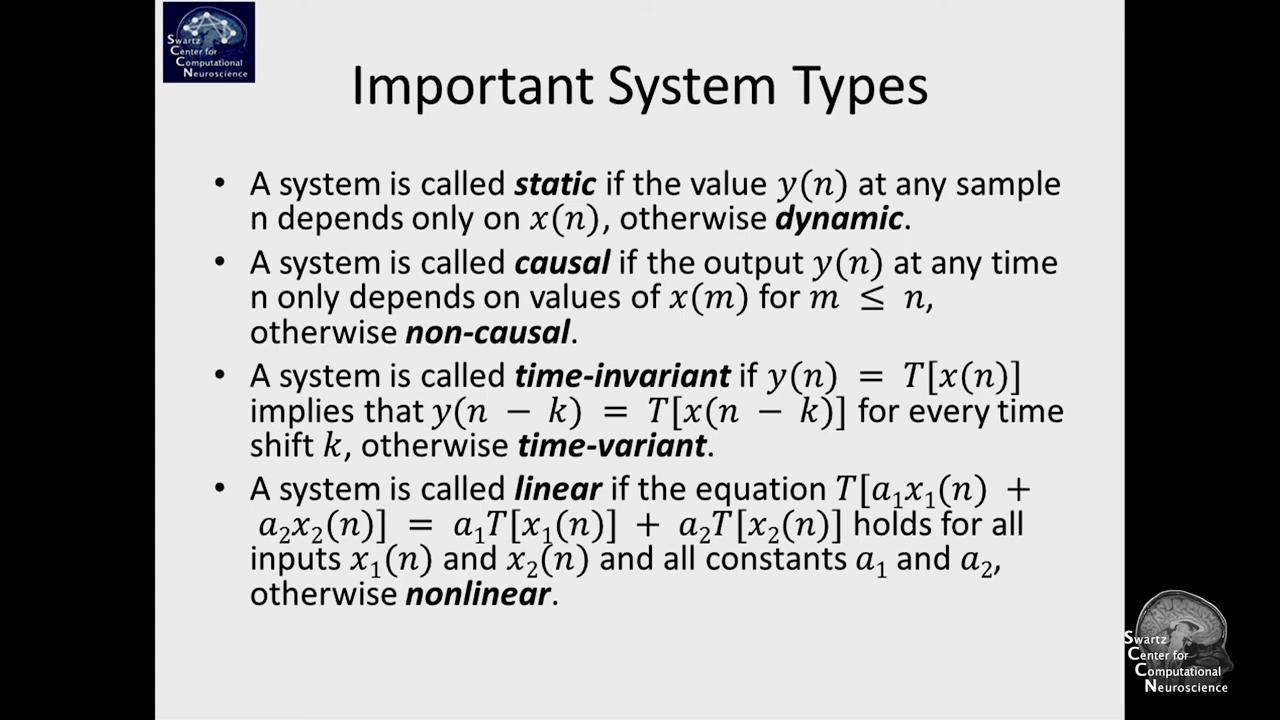 Swartz
Center for
Computational
Neuroscience
Important System Types
• A system is called static if the value y(n) at any sample
n depends only on x(n), otherwise dynamic.
• A system is called causal if the output y(n) at any time
n only depends on values of x(m) for m ≤ n,
otherwise non-causal.
• A system is called time-invariant if y(n) = T[x(n)]
implies that y(n − k) = T[x(n − k)] for every time
shift k, otherwise time-variant.
• A system is called linear if the equation T[a₁x₁(n) +
a₂x₂(n)] = a₁T[x₁(n)] + a₂T[x₂(n)] holds for all
inputs x₁(n) and x₂(n) and all constants a₁ and a₂,
otherwise nonlinear.
Swartz
Center for
Computational
Neuroscience